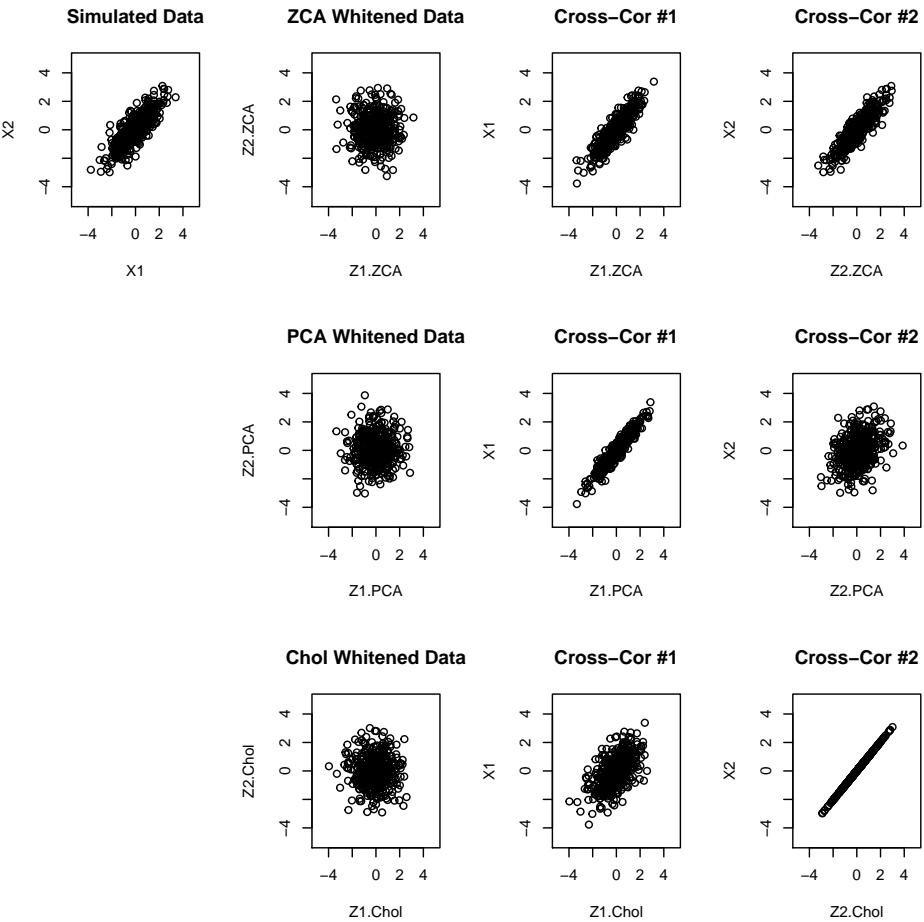 Simulated Data
ZCA Whitened Data
Cross−Cor #1
Cross−Cor #2
X2
4
2
0
−4
−4 0 2 4
X1
Z2.ZCA
4
2
0
−4
−4 0 2 4
Z1.ZCA
X1
4
2
0
−4
−4 0 2 4
Z1.ZCA
X2
4
2
0
−4
−4 0 2 4
Z2.ZCA
PCA Whitened Data
Cross−Cor #1
Cross−Cor #2
Z2.PCA
4
2
0
−4
−4 0 2 4
Z1.PCA
X1
4
2
0
−4
−4 0 2 4
Z1.PCA
X2
4
2
0
−4
−4 0 2 4
Z2.PCA
Chol Whitened Data
Cross−Cor #1
Cross−Cor #2
Z2.Chol
4
2
0
−4
−4 0 2 4
Z1.Chol
X1
4
2
0
−4
−4 0 2 4
Z1.Chol
X2
4
2
0
−4
−4 0 2 4
Z2.Chol